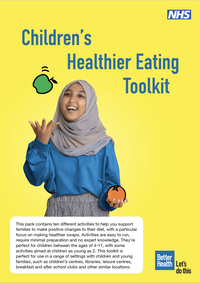 NHS
Children's
Healthier Eating
Toolkit
This pack contains ten different activities to help you support
families to make positive changes to their diet, with a particular
focus on making healthier swaps. Activities are easy to run,
require minimal preparation and no expert knowledge. They're
perfect for children between the ages of 4-11, with some
activities aimed at children as young as 2. This toolkit is
perfect for use in a range of settings with children and young
families, such as children's centres, libraries, leisure centres,
breakfast and after school clubs and other similar locations.
Better
Health
Let's
do this